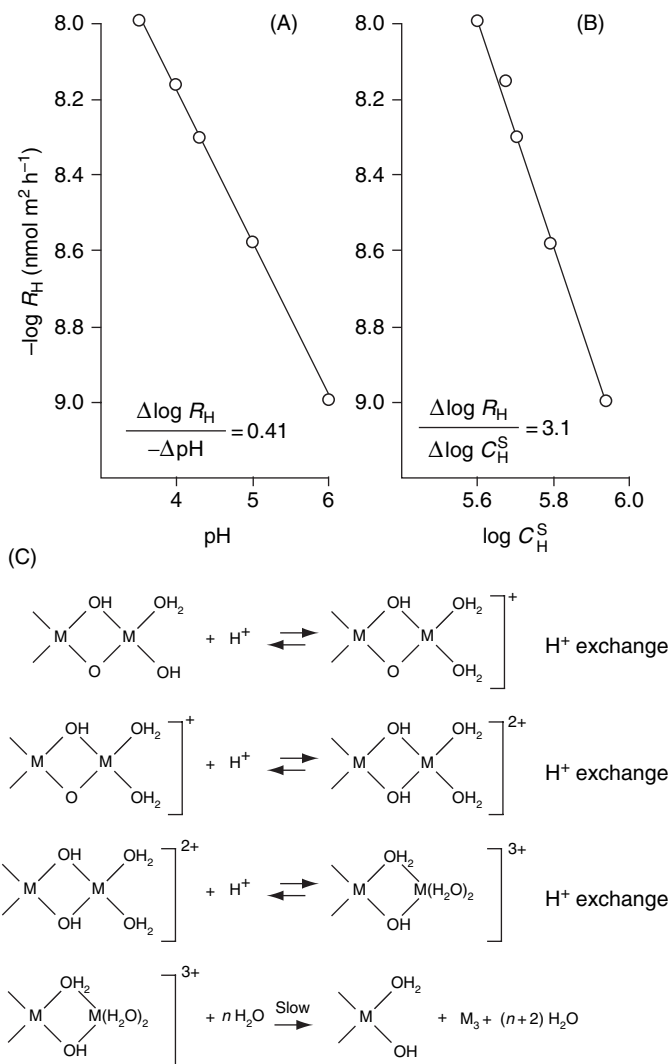 (A)
8.0
8.2
8.4
8.6
8.8
9.0
–log R_H (nmol m² h⁻¹)
Δlog R_H
–ΔpH
=0.41
4 5 6
pH
(B)
8.0
8.2
8.4
8.6
8.8
9.0
Δlog R_H
Δlog C_H^S
=3.1
5.6 5.8 6.0
log C_H^S
(C)
OH OH₂ OH OH₂ +
M M + H⁺ M M H⁺ exchange
O OH O OH₂
OH OH₂ + OH OH₂ 2+
M M + H⁺ M M H⁺ exchange
O OH₂ OH OH₂
OH OH₂ 2+ OH₂ 3+
M M + H⁺ M M(H₂O)₂ H⁺ exchange
OH OH₂ OH
OH₂ 3+ OH₂
M M(H₂O)₂ + n H₂O Slow M + M₃ + (n+2) H₂O
OH OH